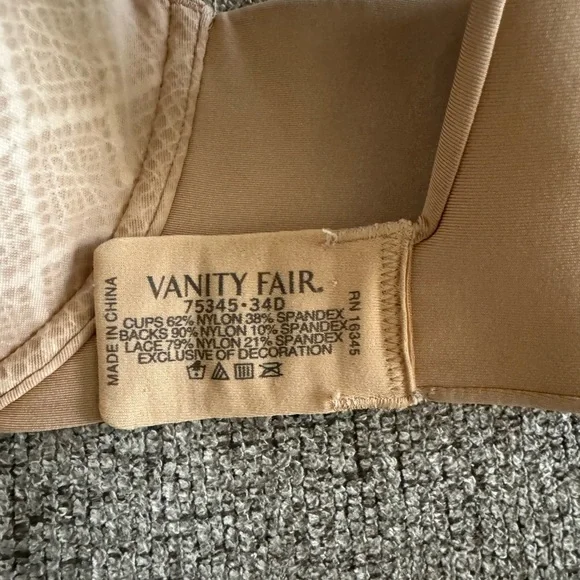 VANITY FAIR.
75345·34D
CUPS 62% NYLON 38% SPANDEX
BACKS 90% NYLON 10% SPANDEX
LACE 79% NYLON 21% SPANDEX
EXCLUSIVE OF DECORATION
MADE IN CHINA
RN 16345